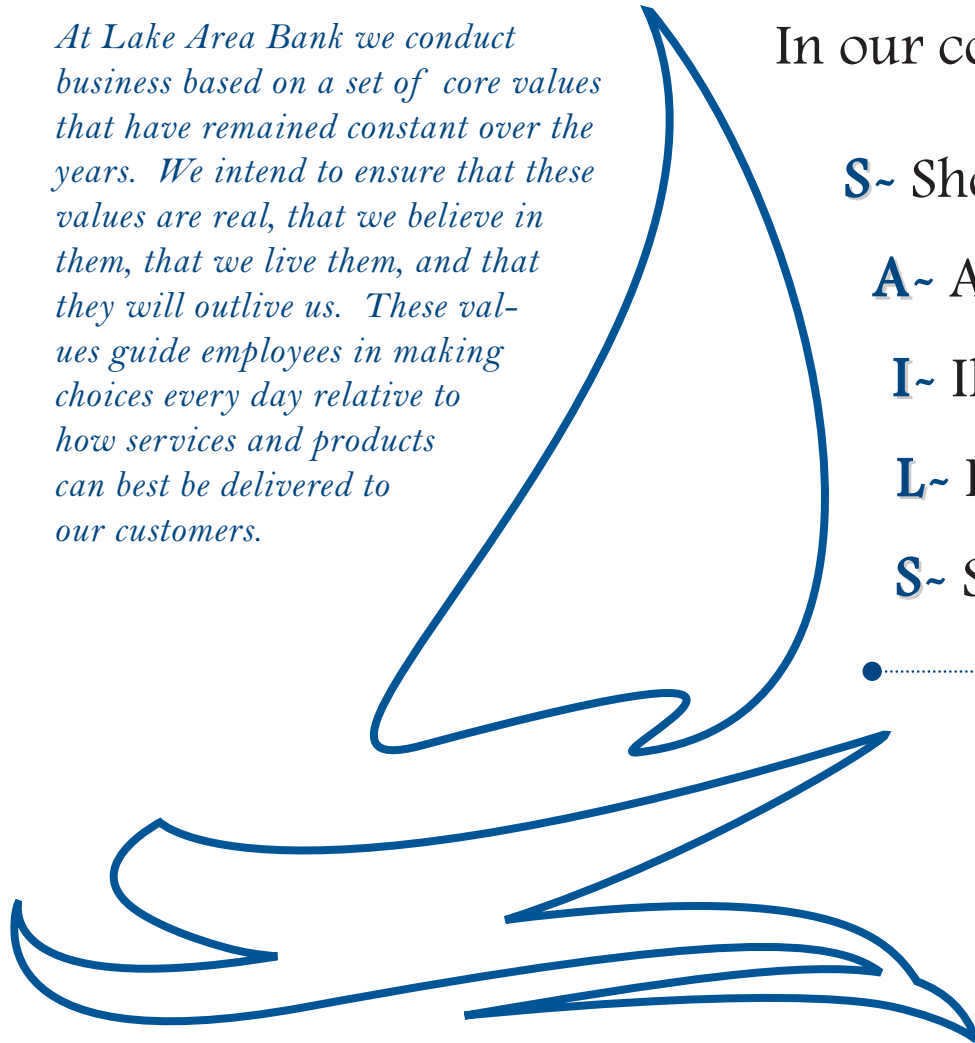 At Lake Area Bank we conduct
business based on a set of core values
that have remained constant over the
years. We intend to ensure that these
values are real, that we believe in
them, that we live them, and that
they will outlive us. These val-
ues guide employees in making
choices every day relative to
how services and products
can best be delivered to
our customers.
In our
S~
A~
I~
L~
S~